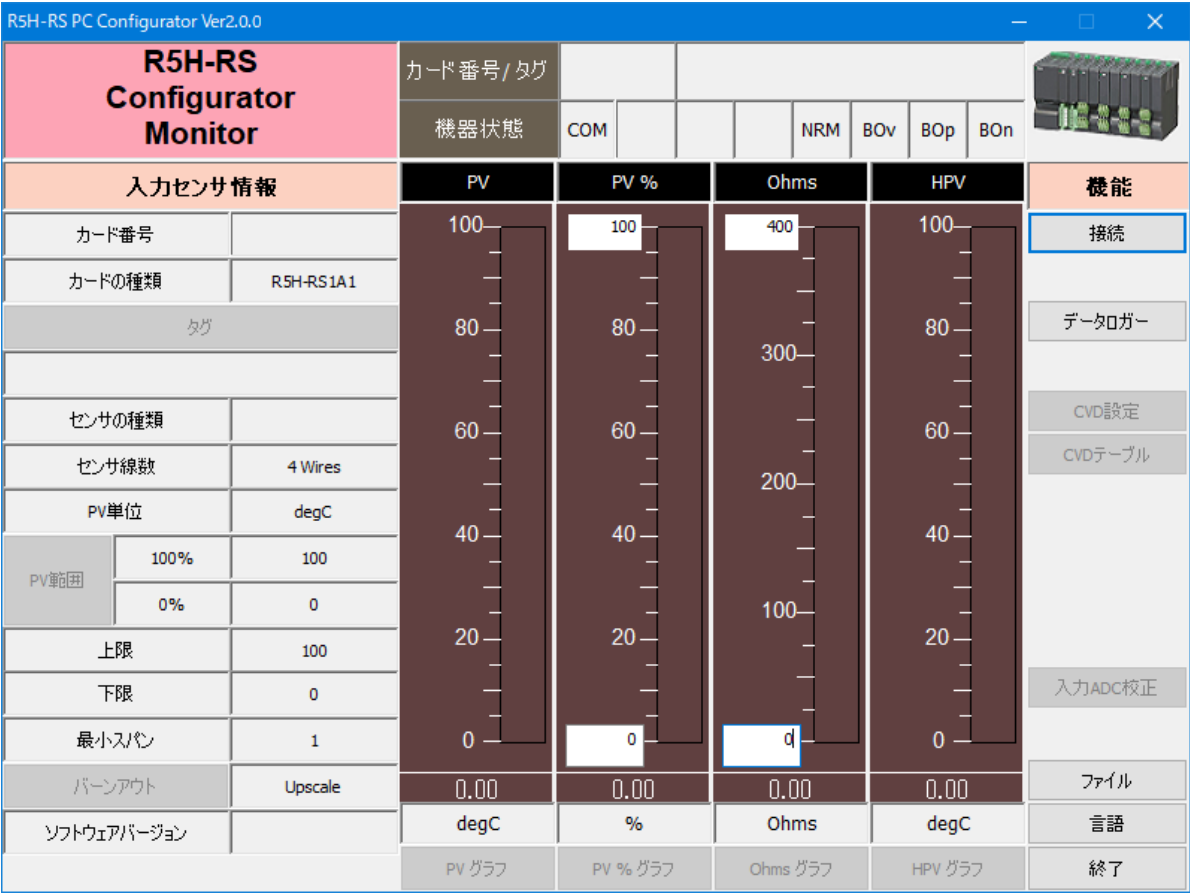 R5H-RS PC Configurator Ver2.0.0
R5H-RS
Configurator
Monitor
カード番号/タグ
機器状態
COM
NRM
BOv
BOp
BOn
入力センサ情報
カード番号
カードの種類
R5H-RS1A1
タグ
センサの種類
センサ線数
4 Wires
PV単位
degC
PV範囲
100%
100
0%
0
上限
100
下限
0
最小スパン
1
バーンアウト
Upscale
ソフトウェアバージョン
PV
100
80
60
40
20
0
0.00
degC
PV グラフ
PV %
100
80
60
40
20
0
0.00
%
PV % グラフ
Ohms
400
300
200
100
0
0.00
Ohms
Ohms グラフ
HPV
100
80
60
40
20
0
0.00
degC
HPV グラフ
機能
接続
データロガー
CVD設定
CVDテーブル
入力ADC校正
ファイル
言語
終了